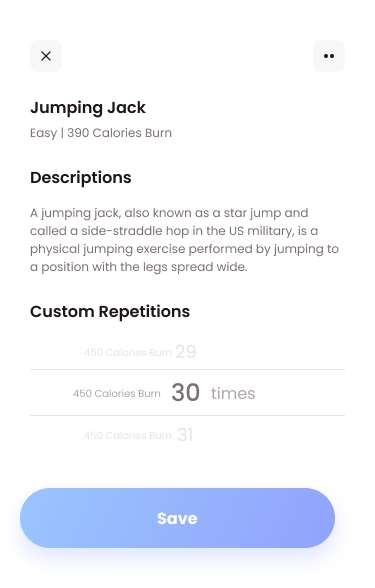 Jumping Jack
Easy | 390 Calories Burn
Descriptions
A jumping jack, also known as a star jump and
called a side-straddle hop in the US military, is a
physical jumping exercise performed by jumping to
a position with the legs spread wide.
Custom Repetitions
450 Calories Burn 29
450 Calories Burn 30 times
450 Calories Burn 31
Save